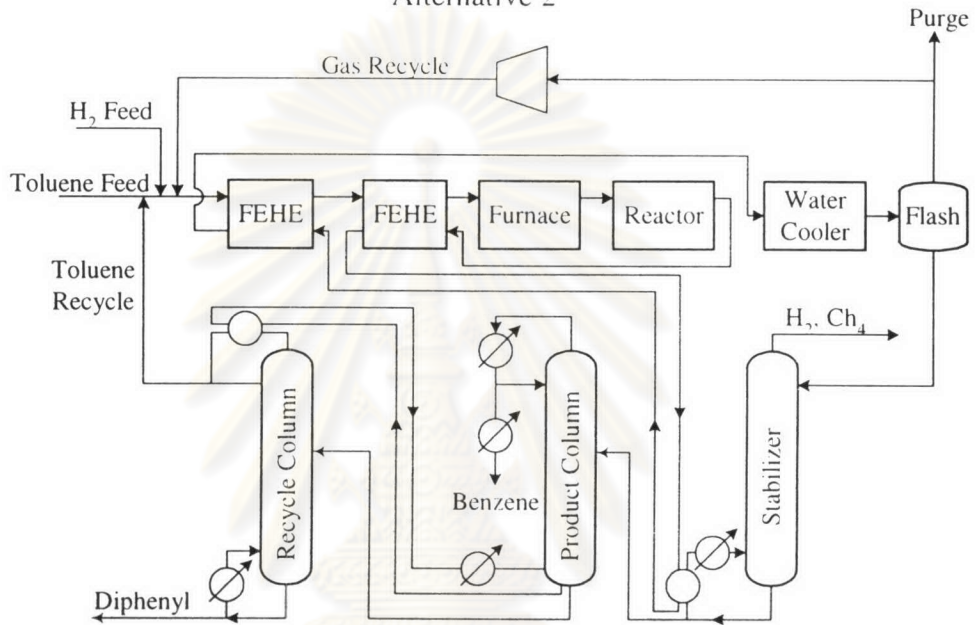 Alternative 2
Purge
Gas Recycle
H₂ Feed
Toluene Feed
FEHE
FEHE
Furnace
Reactor
Water
Cooler
Flash
Toluene
Recycle
H₂, Ch₄
Recycle Column
Benzene
Product Column
Stabilizer
Diphenyl